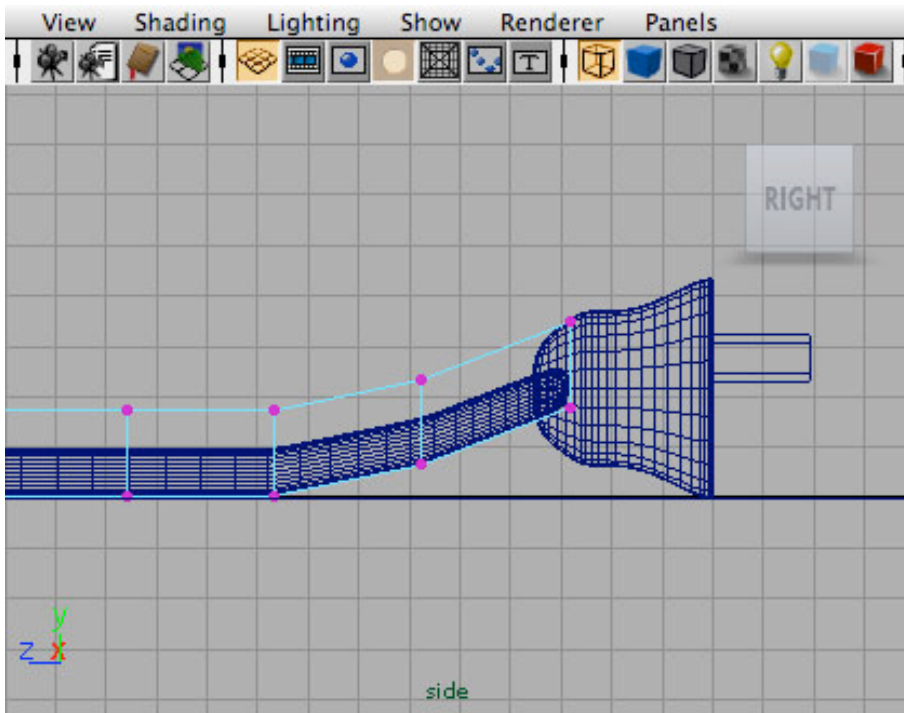 View Shading Lighting Show Renderer Panels
T
RIGHT
y
z x
side